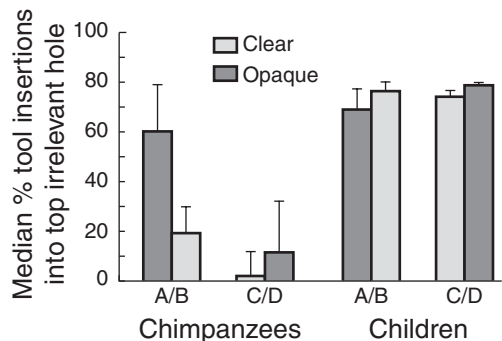 Median % tool insertions
into top irrelevant hole
100
80
60
40
20
0
Clear
Opaque
A/B
C/D
A/B
C/D
Chimpanzees
Children